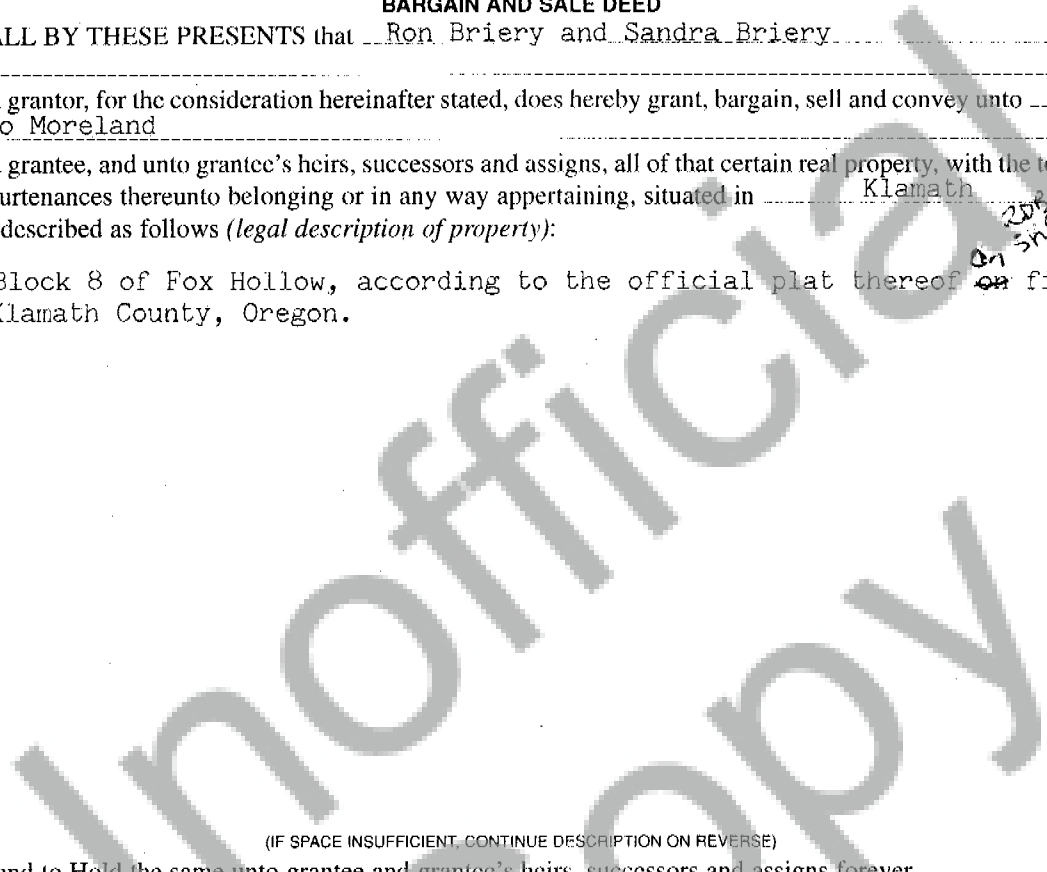 BARGAIN AND SALE DEED
ALL BY THESE PRESENTS that Ron Briery and Sandra Briery
grantor, for the consideration hereinafter stated, does hereby grant, bargain, sell and convey unto
o Moreland
grantee, and unto grantee's heirs, successors and assigns, all of that certain real property, with the te
urtenances thereunto belonging or in any way appertaining, situated in Klamath
described as follows (legal description of property):
On
Block 8 of Fox Hollow, according to the official plat thereof on fi
Klamath County, Oregon.
Unofficial
Copy
(IF SPACE INSUFFICIENT, CONTINUE DESCRIPTION ON REVERSE)
and to Hold the same unto grantee and grantee's heirs, successors and assigns forever